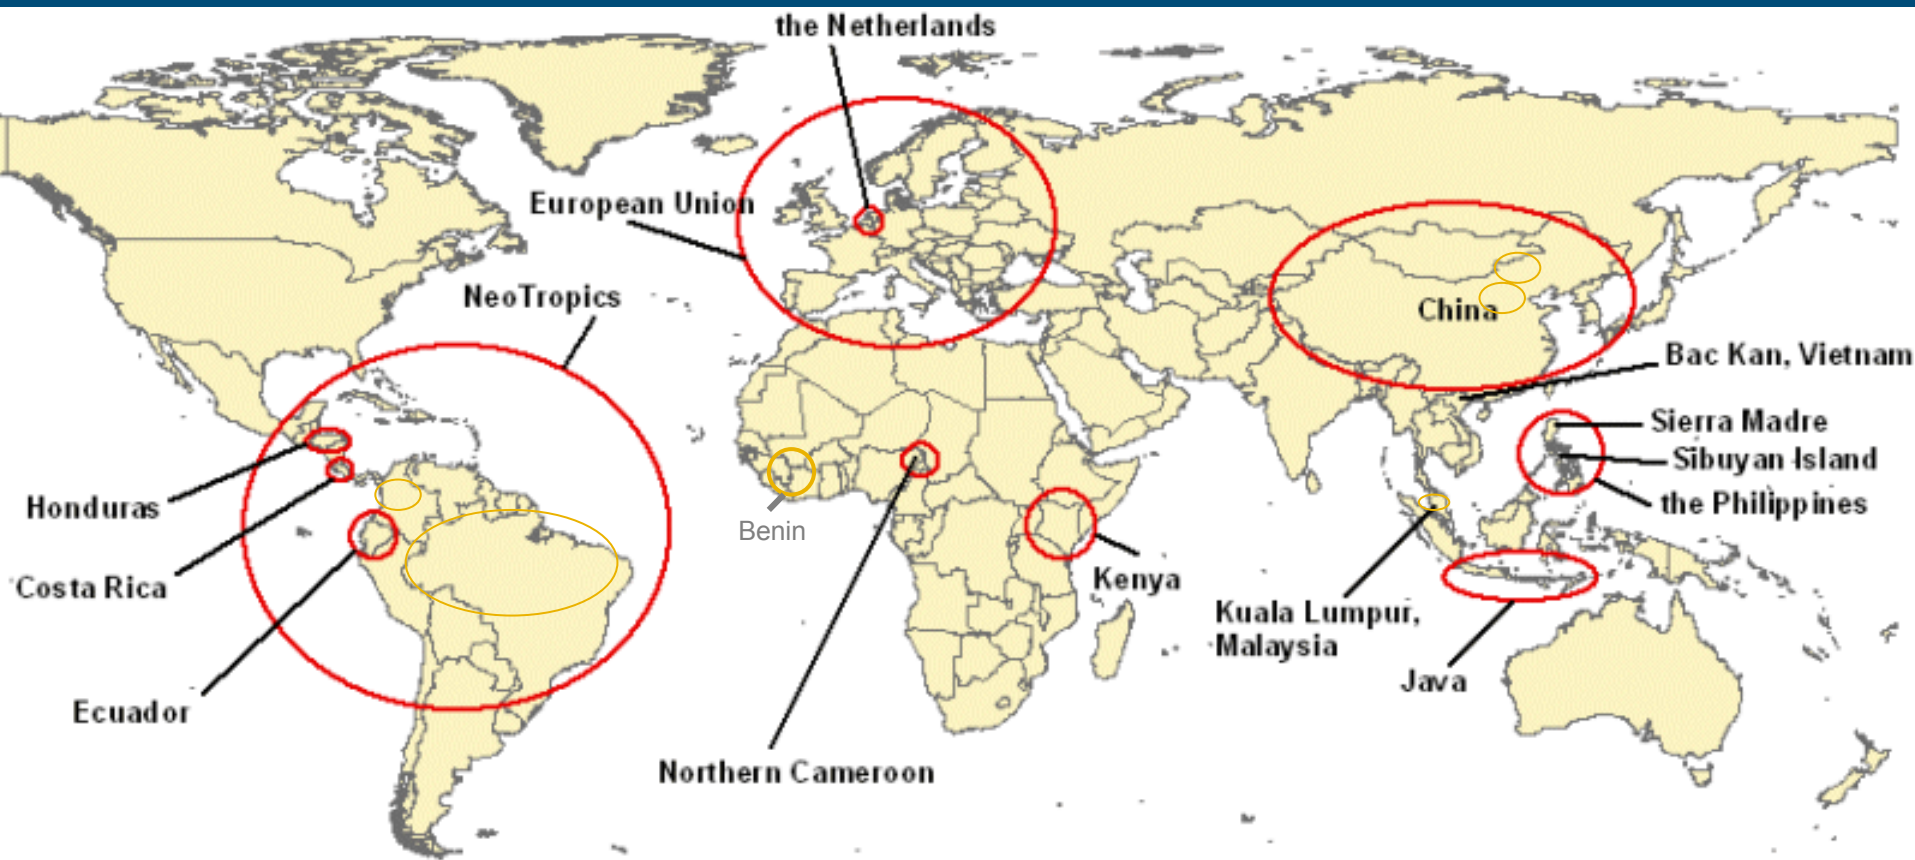 the Netherlands
European Union
NeoTropics
China
Bac Kan, Vietnam
Sierra Madre
Sibuyan Island
the Philippines
Honduras
Benin
Costa Rica
Kenya
Kuala Lumpur,
Malaysia
Java
Ecuador
Northern Cameroon